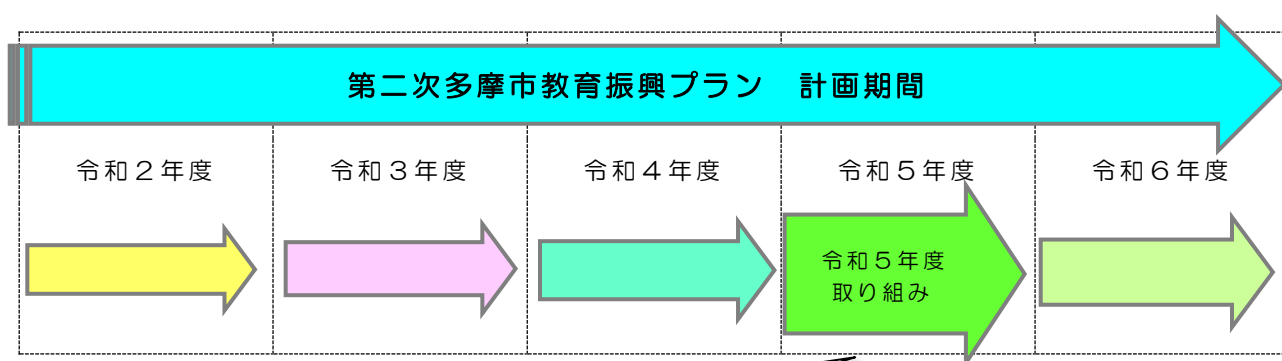 第二次多摩市教育振興プラン　計画期間
令和２年度
令和３年度
令和４年度
令和５年度
令和６年度
令和５年度
取り組み